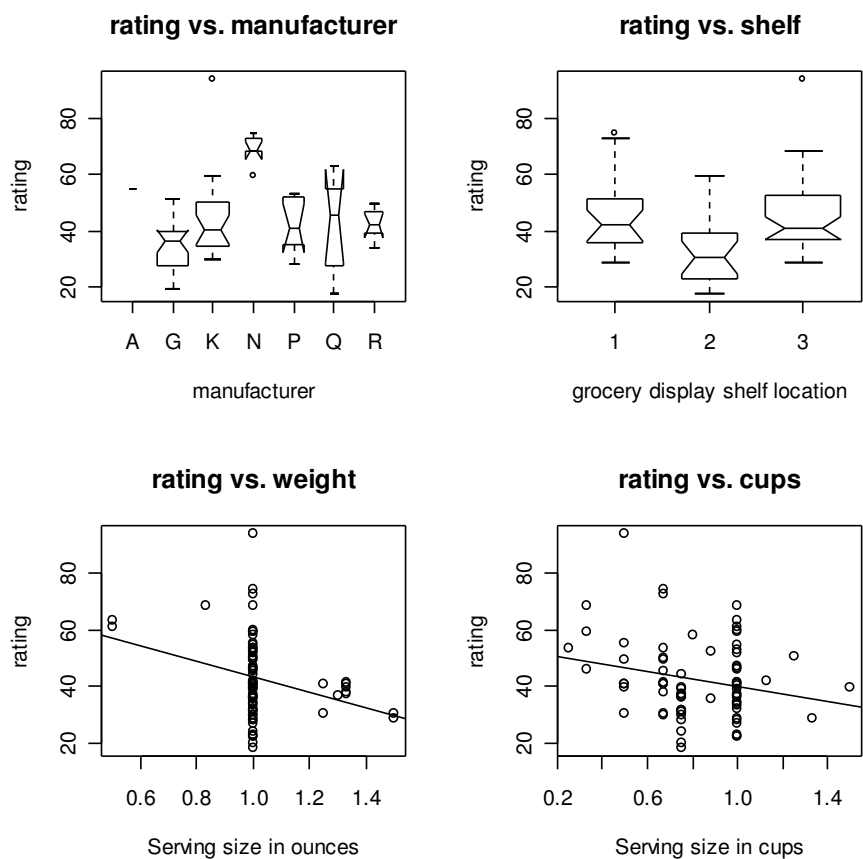 rating vs. manufacturer
rating
80
60
40
20
A G K N P Q R
manufacturer
rating vs. shelf
rating
80
60
40
20
1 2 3
grocery display shelf location
rating vs. weight
rating
80
60
40
20
0.6 0.8 1.0 1.2 1.4
Serving size in ounces
rating vs. cups
rating
80
60
40
20
0.2 0.6 1.0 1.4
Serving size in cups